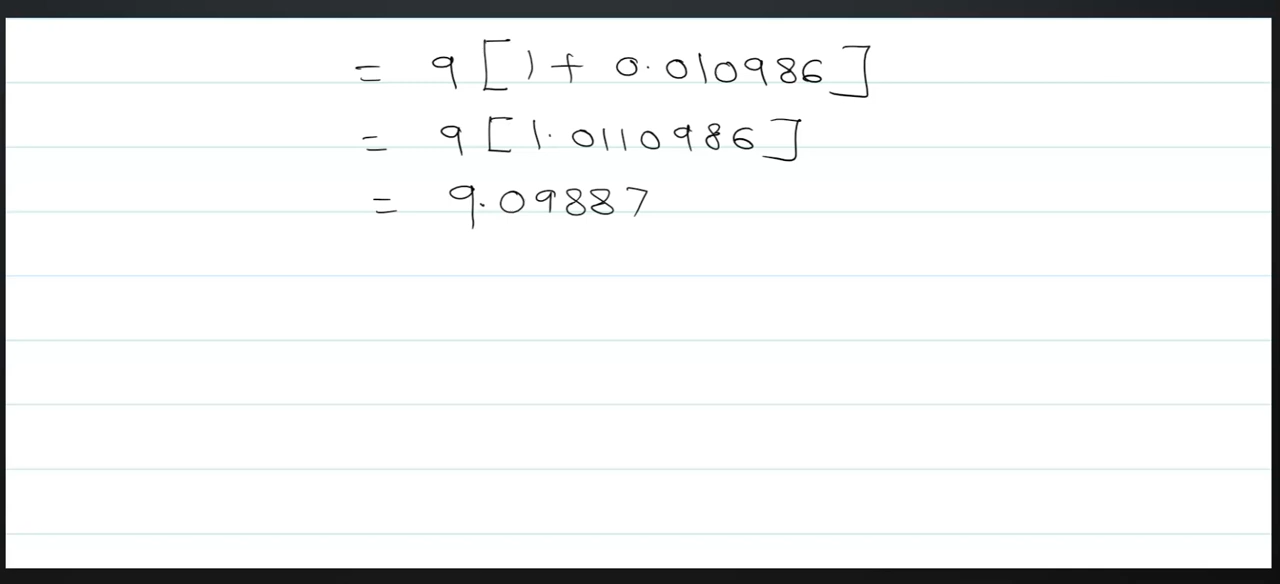 = 9 [ 1 + 0.010986 ]
= 9 [ 1.0110986 ]
= 9.09887